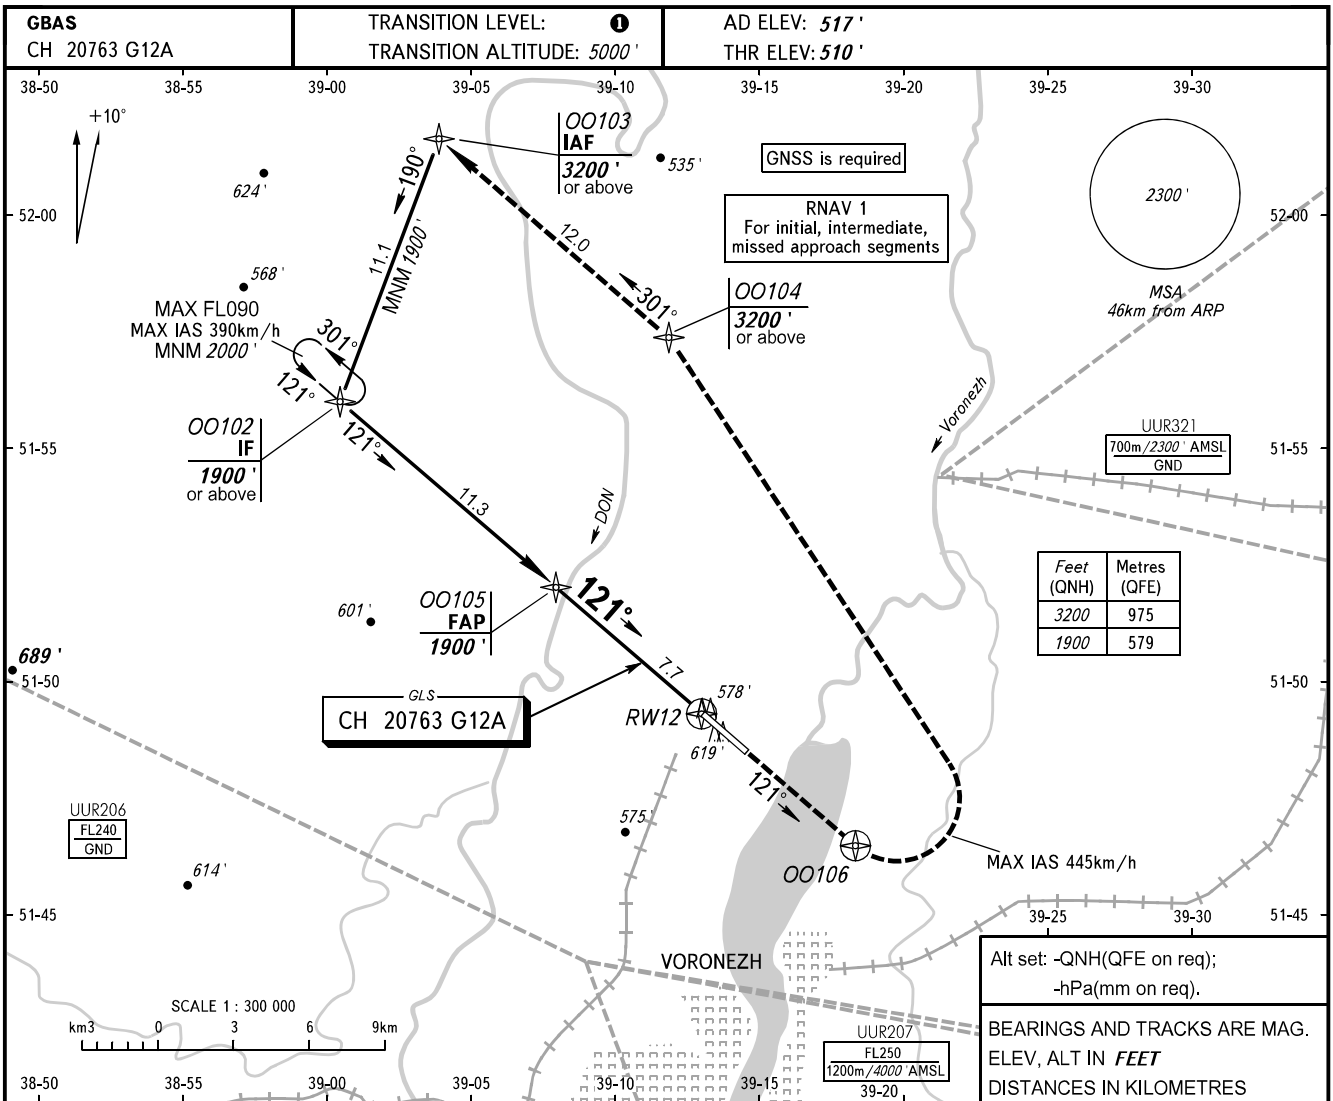 GBAS
CH 20763 G12A
TRANSITION LEVEL: 1
TRANSITION ALTITUDE: 5000'
AD ELEV: 517'
THR ELEV: 510'
38-50
38-55
39-00
39-05
39-10
39-15
39-20
39-25
39-30
+10°
OO103
IAF
3200'
or above
535'
GNSS is required
624'
190°
2300'
52-00
52-00
RNAV 1
For initial, intermediate,
missed approach segments
12.0
11.1
MNM 1900'
568'
301°
OO104
3200'
or above
MSA
46km from ARP
MAX FL090
MAX IAS 390km/h
MNM 2000'
301°
121°
OO102
IF
1900'
or above
121°
Voronezh
UUR321
700m/2300' AMSL
GND
51-55
51-55
11.3
DON
Feet
(QNH)
Metres
(QFE)
3200
975
1900
579
OO105
FAP
1900'
121°
601'
689'
51-50
51-50
7.7
GLS
CH 20763 G12A
RW12
578'
619'
121°
UUR206
FL240
GND
575'
OO106
MAX IAS 445km/h
614'
51-45
39-25
39-30
51-45
VORONEZH
Alt set: -QNH(QFE on req);
-hPa(mm on req).
SCALE 1 : 300 000
km3
0
3
6
9km
UUR207
FL250
1200m/4000' AMSL
BEARINGS AND TRACKS ARE MAG.
ELEV, ALT IN FEET
DISTANCES IN KILOMETRES
38-50
38-55
39-00
39-05
39-10
39-15
39-20